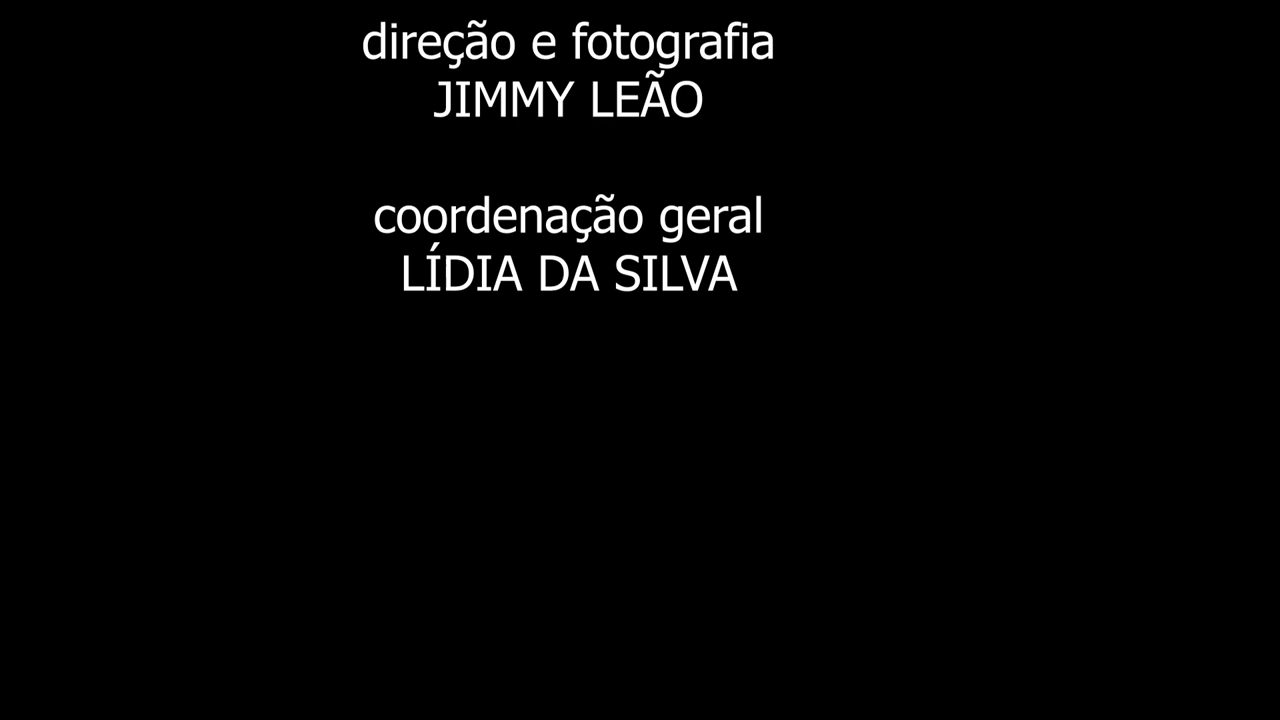 direção e fotografia
JIMMY LEÃO
coordenação geral
LÍDIA DA SILVA